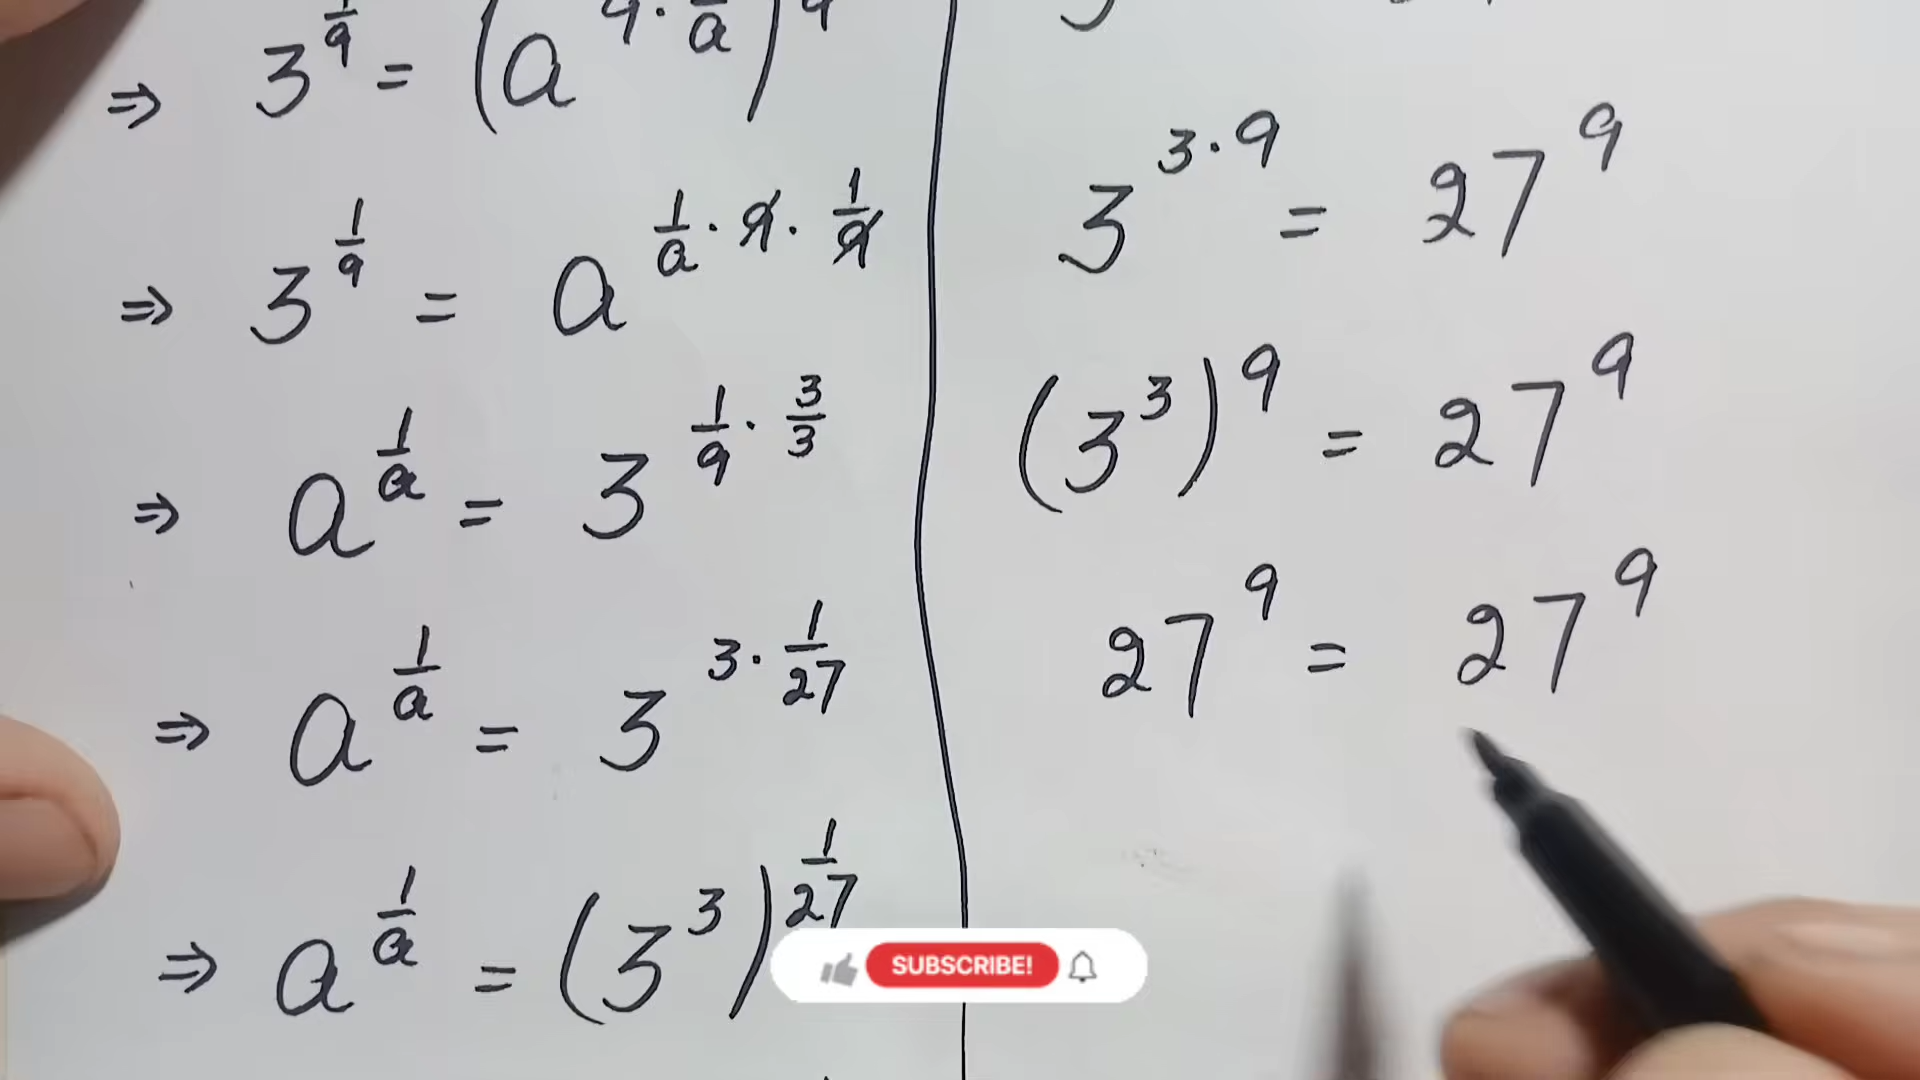 ⇒ 3^(1/9) = (a^(9·1/a))^
⇒ 3^(1/9) = a^(1/a · 9 · 1/9)
⇒ a^(1/a) = 3^(1/9 · 3/3)
⇒ a^(1/a) = 3^(3 · 1/27)
⇒ a^(1/a) = (3^3)^(1/27)
3^(3·9) = 27^9
(3^3)^9 = 27^9
27^9 = 27^9
SUBSCRIBE!